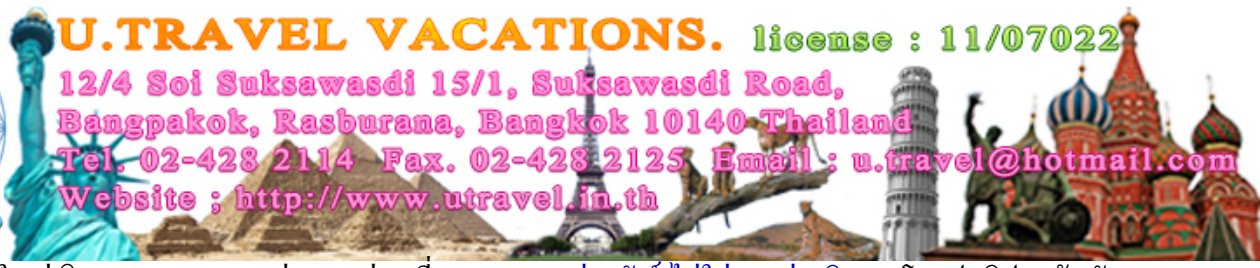 U.TRAVEL VACATIONS. license : 11/07022
12/4 Soi Suksawasdi 15/1, Suksawasdi Road,
Bangpakok, Rasburana, Bangkok 10140 Thailand
Tel. 02-428 2114 Fax. 02-428 2125 Email : u.travel@hotmail.com
Website ; http://www.utravel.in.th